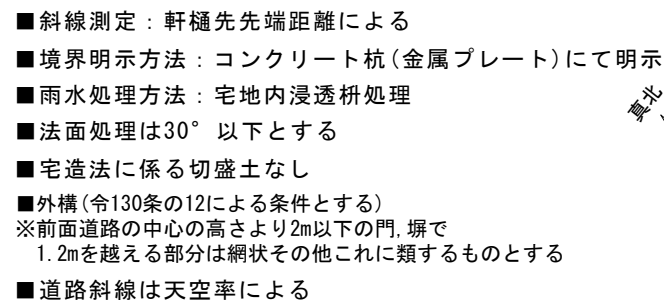 ■斜線測定：軒樋先先端距離による
■境界明示方法：コンクリート杭(金属プレート)にて明示
■雨水処理方法：宅地内浸透枡処理
真北
■法面処理は30°以下とする
■宅造法に係る切盛土なし
■外構(令130条の12による条件とする)
※前面道路の中心の高さより2m以下の門,塀で
1.2mを越える部分は網状その他これに類するものとする
■道路斜線は天空率による